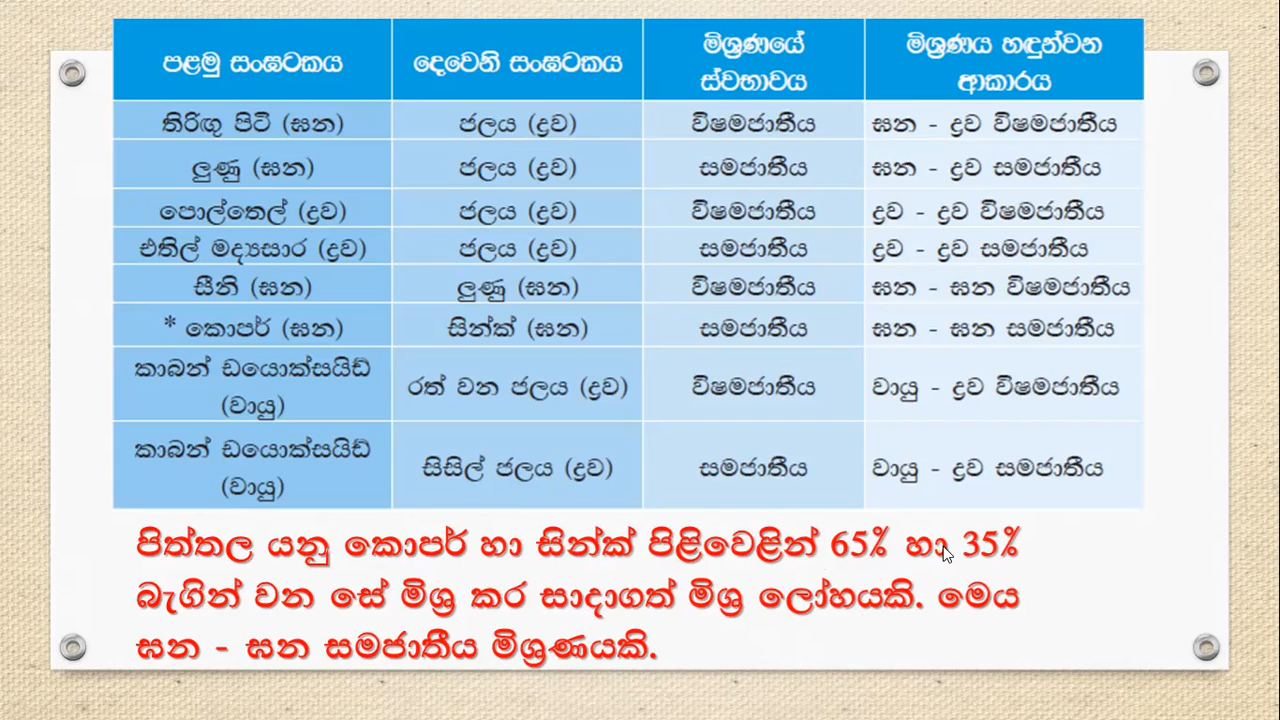 පළමු සංඝටකය දෙවෙනි සංඝටකය මිශ්‍රණයේ ස්වභාවය මිශ්‍රණය හඳුන්වන ආකාරය
තිරිඟු පිටි (ඝන) ජලය (ද්‍රව) විෂමජාතීය ඝන - ද්‍රව විෂමජාතීය
ලුණු (ඝන) ජලය (ද්‍රව) සමජාතීය ඝන - ද්‍රව සමජාතීය
පොල්තෙල් (ද්‍රව) ජලය (ද්‍රව) විෂමජාතීය ද්‍රව - ද්‍රව විෂමජාතීය
එතිල් මද්‍යසාර (ද්‍රව) ජලය (ද්‍රව) සමජාතීය ද්‍රව - ද්‍රව සමජාතීය
සීනි (ඝන) ලුණු (ඝන) විෂමජාතීය ඝන - ඝන විෂමජාතීය
* කොපර් (ඝන) සින්ක් (ඝන) සමජාතීය ඝන - ඝන සමජාතීය
කාබන් ඩයොක්සයිඩ් (වායු) රත් වන ජලය (ද්‍රව) විෂමජාතීය වායු - ද්‍රව විෂමජාතීය
කාබන් ඩයොක්සයිඩ් (වායු) සිසිල් ජලය (ද්‍රව) සමජාතීය වායු - ද්‍රව සමජාතීය
පිත්තල යනු කොපර් හා සින්ක් පිළිවෙළින් 65% හා 35%
බැගින් වන සේ මිශ්‍ර කර සාදාගත් මිශ්‍ර ලෝහයකි. මෙය
ඝන - ඝන සමජාතීය මිශ්‍රණයකි.